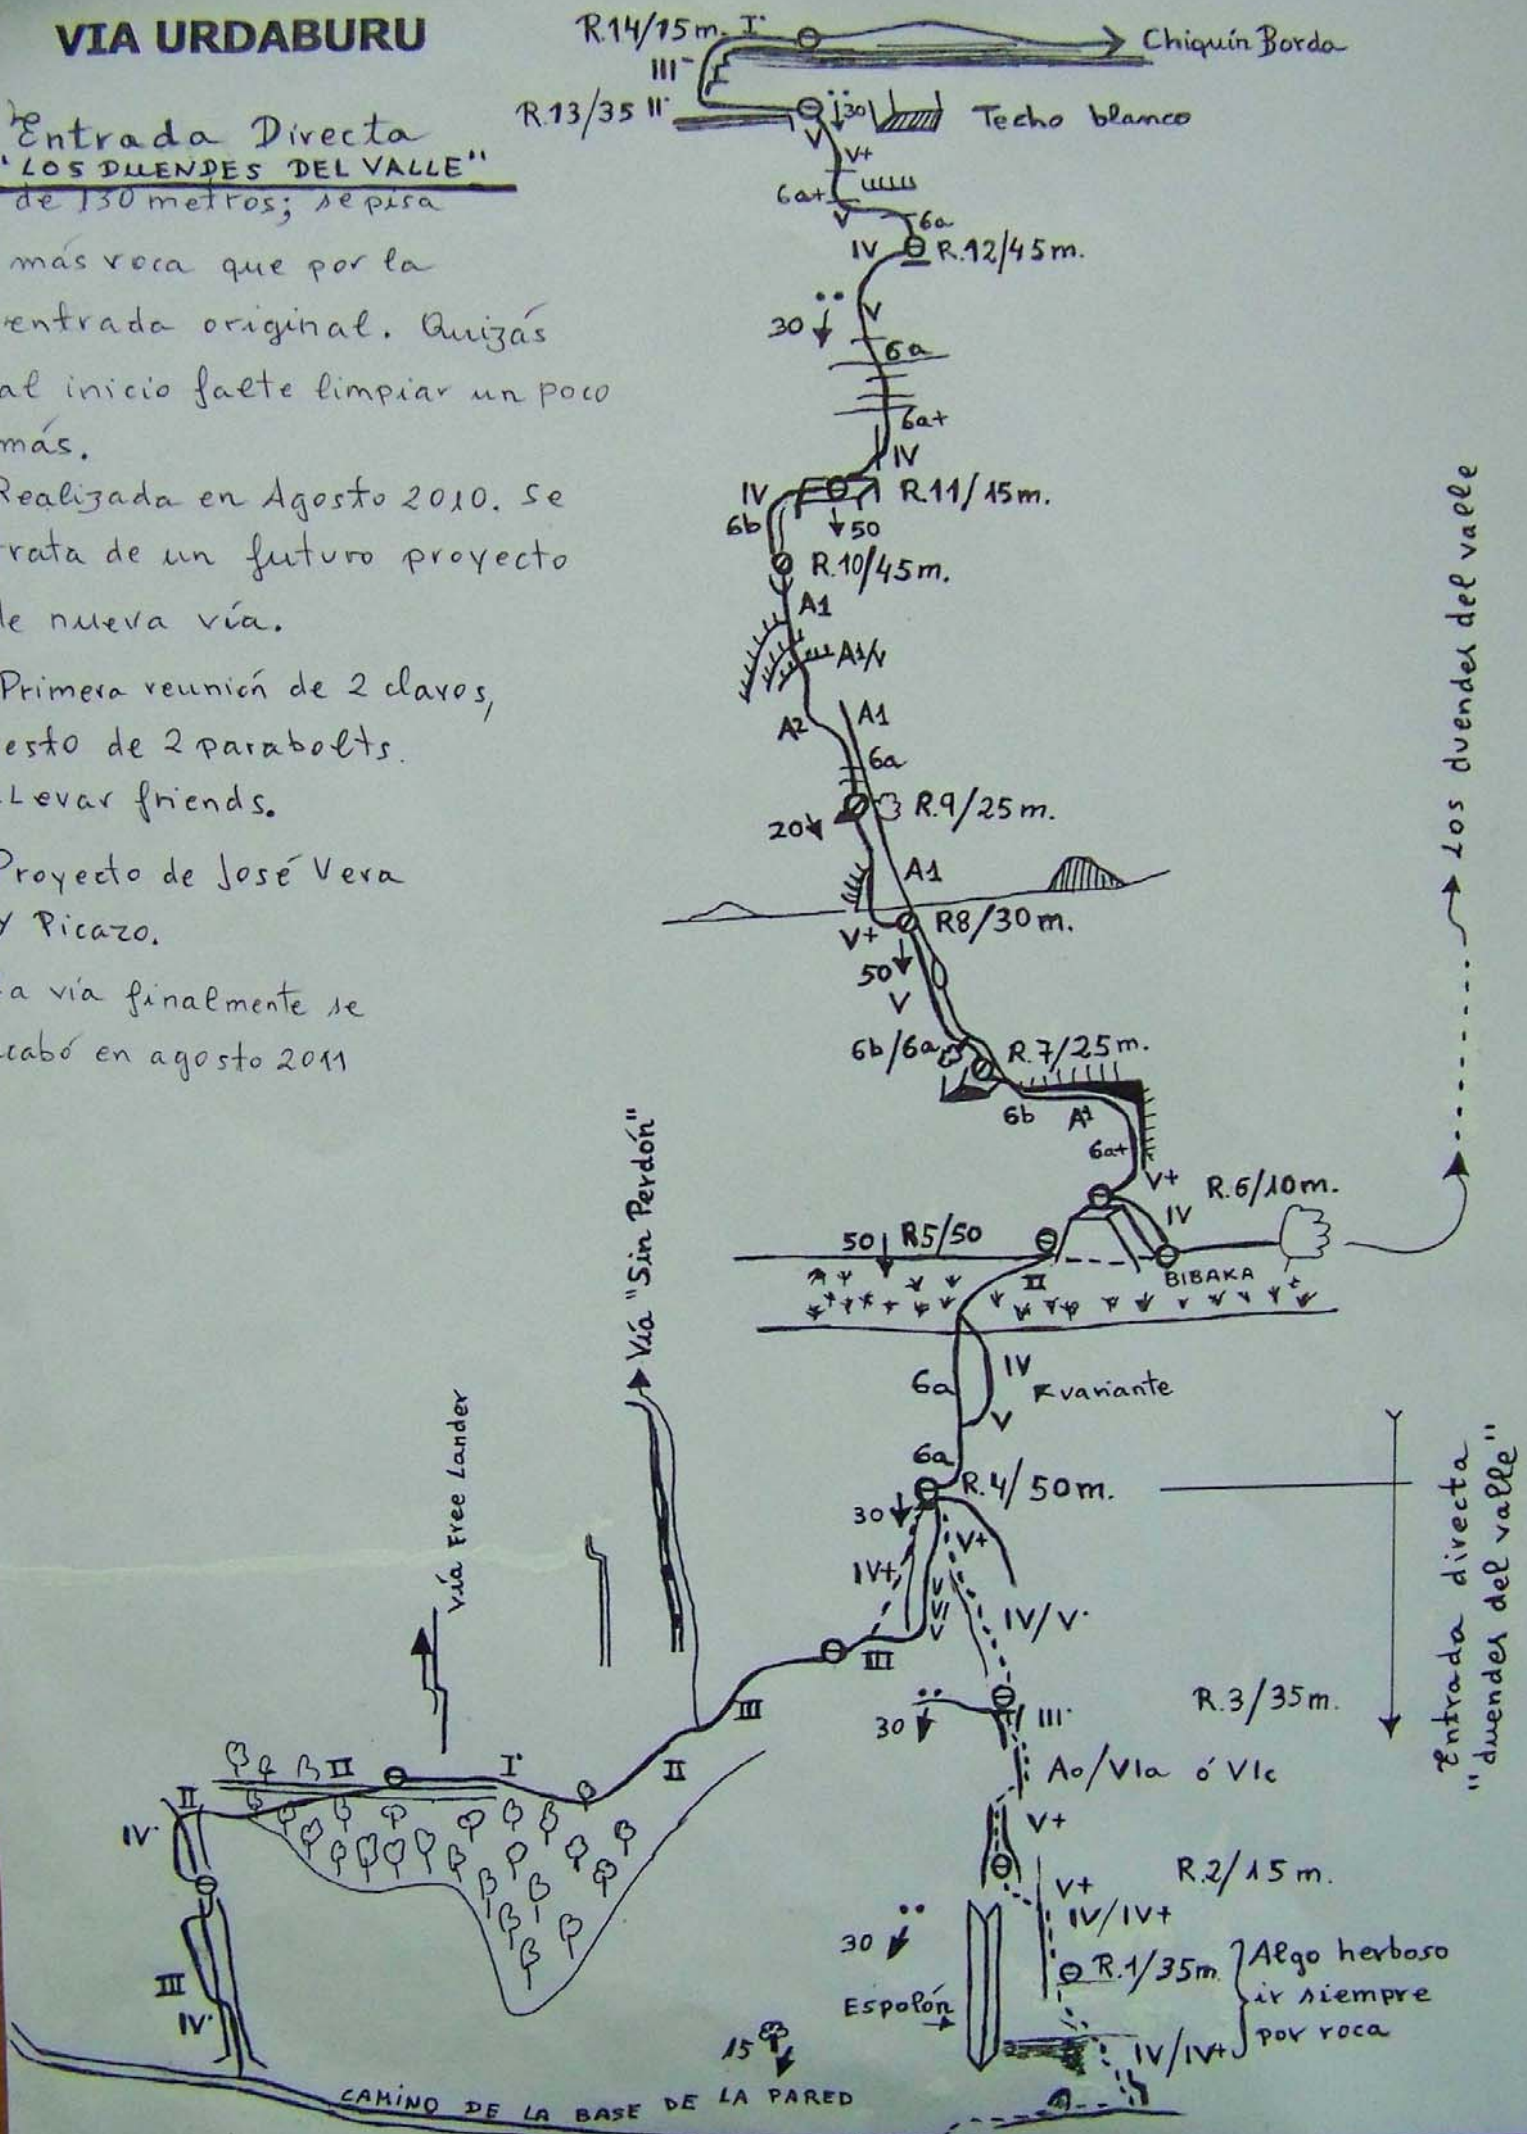 VIA URDABURU
Entrada Directa
"LOS DUENDES DEL VALLE"
de 130 metros; se pisa
más roca que por la
entrada original. Quizás
al inicio falte limpiar un poco
más.
Realizada en Agosto 2010. Se
rata de un futuro proyecto
de nueva vía.
Primera reunión de 2 clavos,
esto de 2 parabolts.
Llevar friends.
Proyecto de José Vera
y Picazo.
a vía finalmente se
cabó en agosto 2011
R.14/15m. I·
Chiquín Borda
III-
R.13/35 II·
30
Techo blanco
V
V+
6a+
V
6a
IV
R.12/45m.
V
30
6a
6a+
IV
IV
R.11/15m.
6b
50
R.10/45m.
A1
A1/V
A2
A1
6a
R.9/25m.
20
A1
R8/30m.
V+
50
V
6b/6a
R.7/25m.
6b
A1
6a+
V+
R.6/10m.
IV
50
R5/50
II
BIBAKA
IV
6a
variante
V
6a
R.4/50m.
30
V+
IV+
V
VI
V
IV/V·
III
R.3/35m.
30
III·
Ao/VIa ó VIc
V+
R.2/15m.
V+
IV/IV+
30
R.1/35m.
Algo herboso
ir siempre
por roca
Espolón
IV/IV+
15
Los duendes del valle
Entrada directa
"duendes del valle"
Vía "Sin Perdón"
vía Free Lander
III
II
I·
II
II
IV·
III
IV·
CAMINO DE LA BASE DE LA PARED